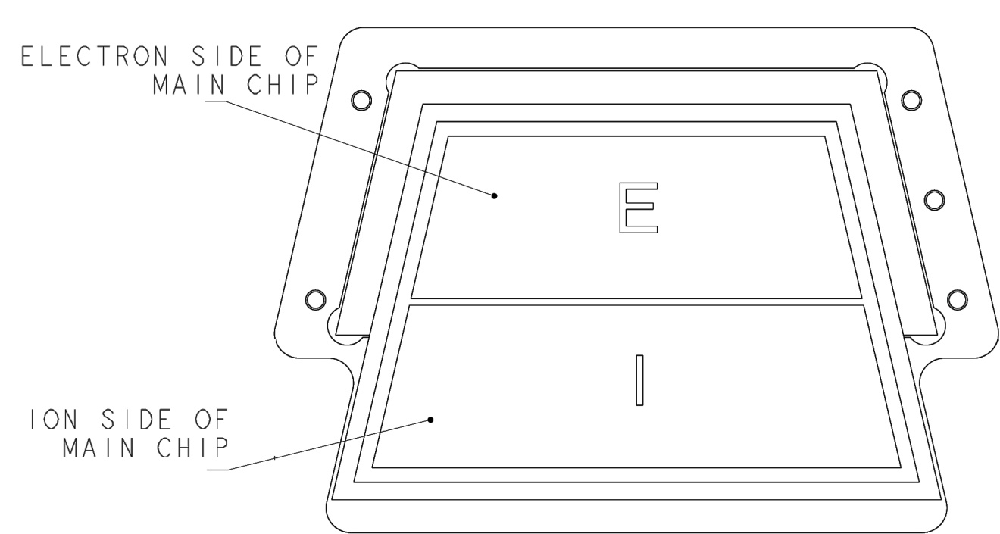 ELECTRON SIDE OF
MAIN CHIP
E
I
ION SIDE OF
MAIN CHIP